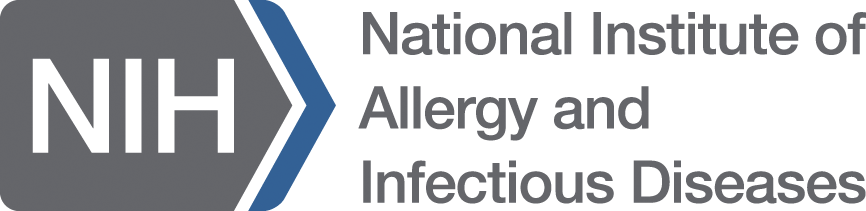 NIH
National Institute of
Allergy and
Infectious Diseases